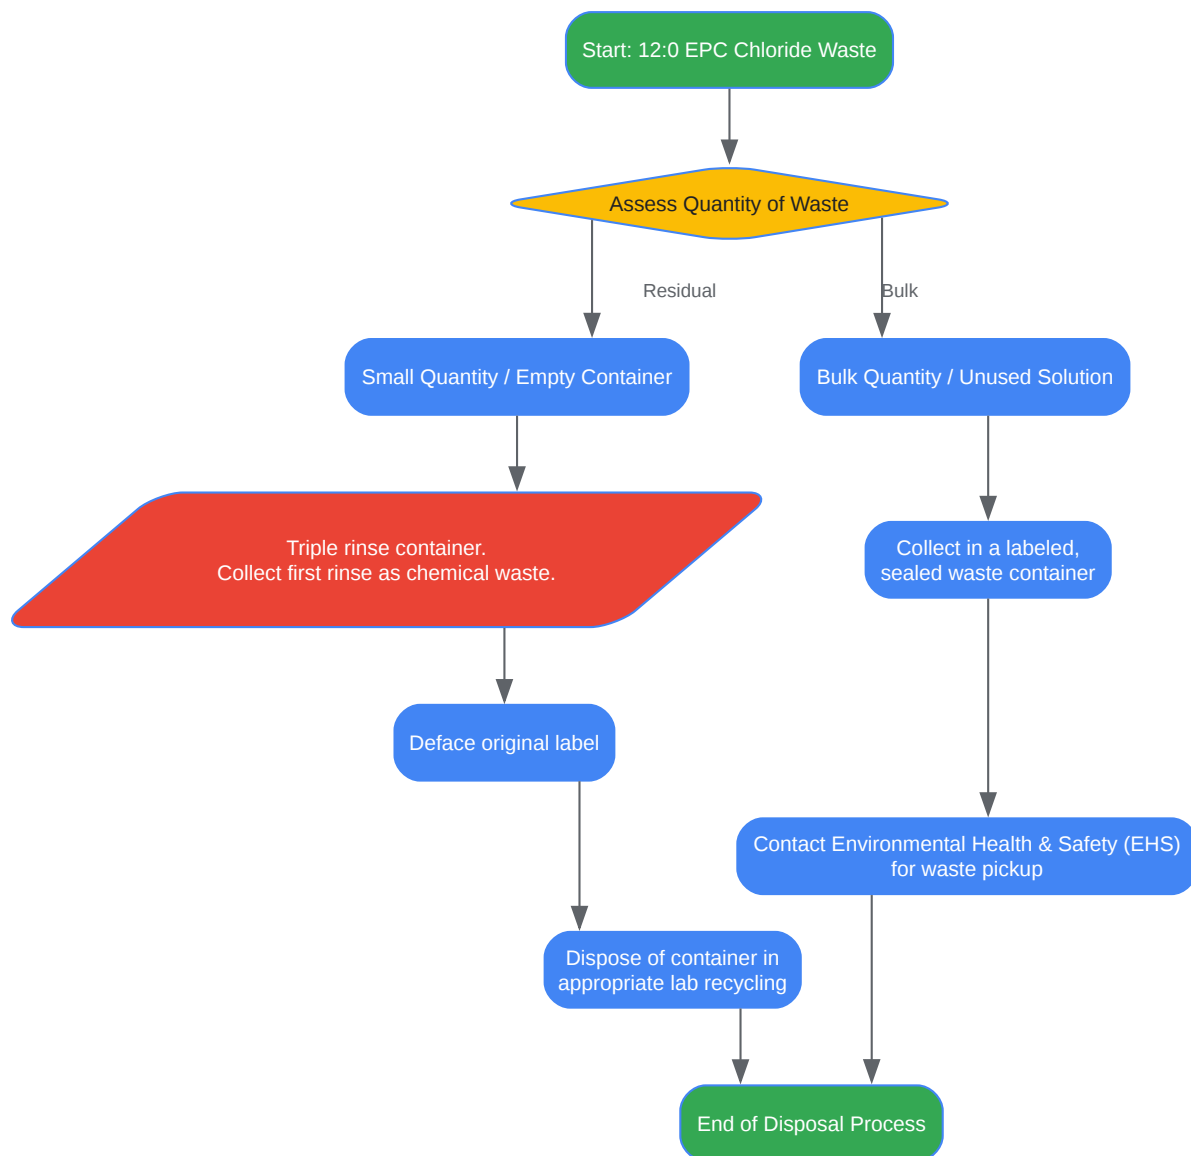 Start: 12:0 EPC Chloride Waste
Assess Quantity of Waste
Residual
Bulk
Small Quantity / Empty Container
Bulk Quantity / Unused Solution
Triple rinse container.
Collect first rinse as chemical waste.
Collect in a labeled,
sealed waste container
Deface original label
Contact Environmental Health & Safety (EHS)
for waste pickup
Dispose of container in
appropriate lab recycling
End of Disposal Process